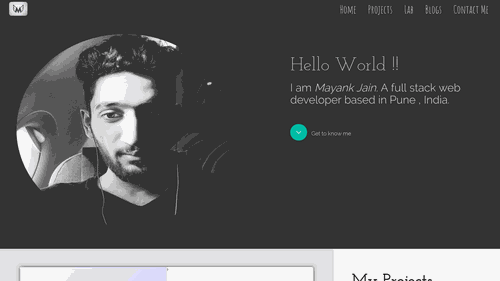 M
Home Projects Lab Blogs Contact Me
Hello World !!
I am Mayank Jain. A full stack web
developer based in Pune , India.
Get to know me
My Projects